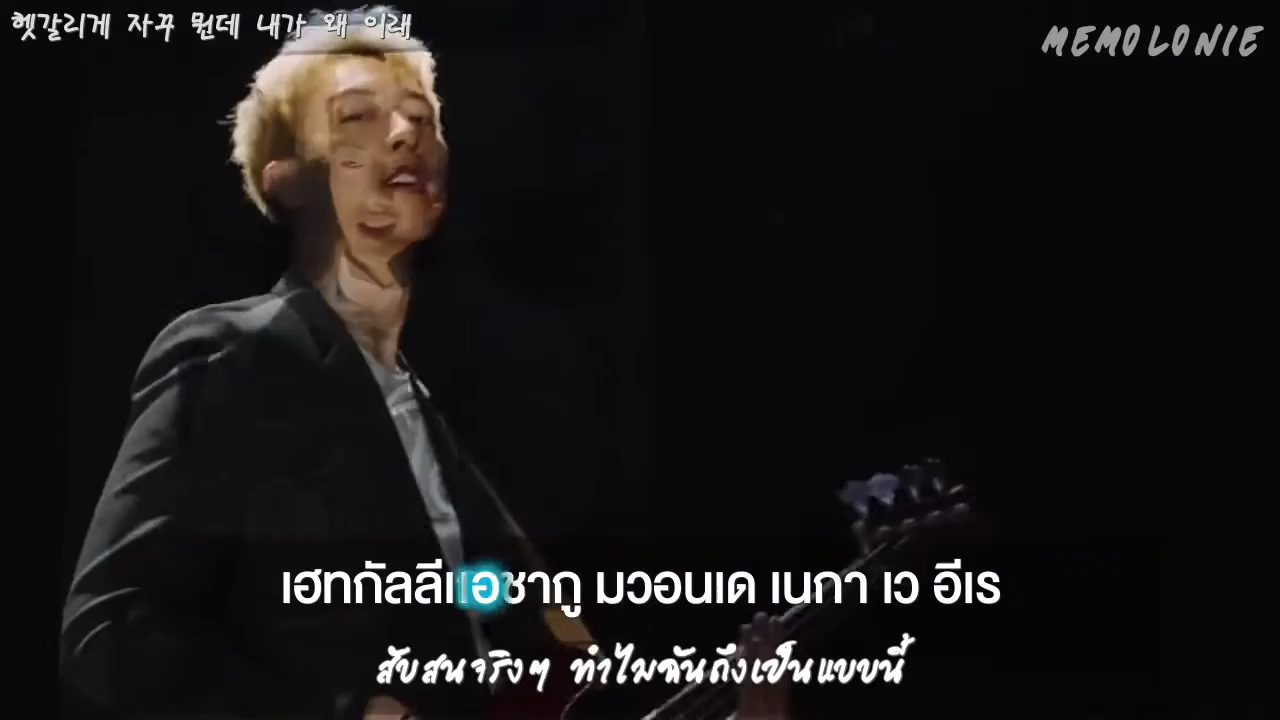 헷갈리게 자꾸 뭔데 내가 왜 이래
MEMOLONIE
เฮทกัลลีเเอชากู มวอนเด เนกา เว อีเร
สับสนจริงๆ ทำไมฉันถึงเป็นแบบนี้